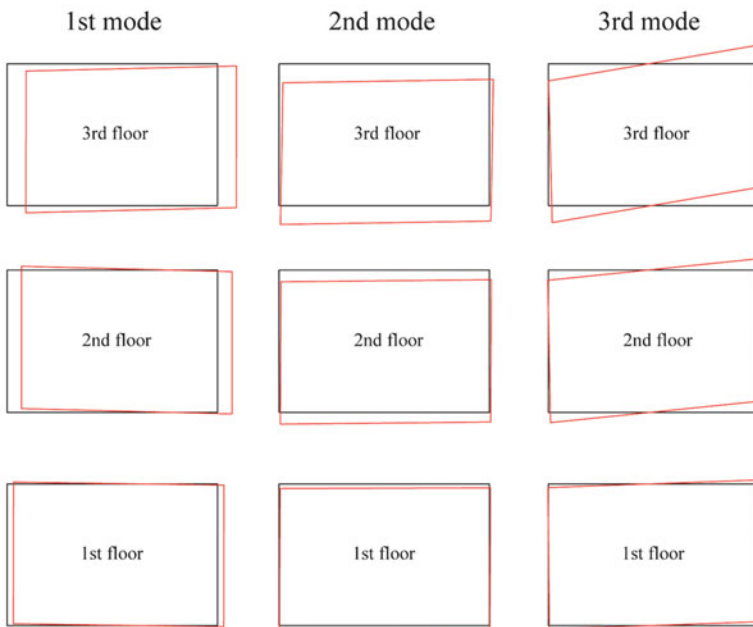 1st mode 2nd mode 3rd mode
3rd floor 3rd floor 3rd floor
2nd floor 2nd floor 2nd floor
1st floor 1st floor 1st floor